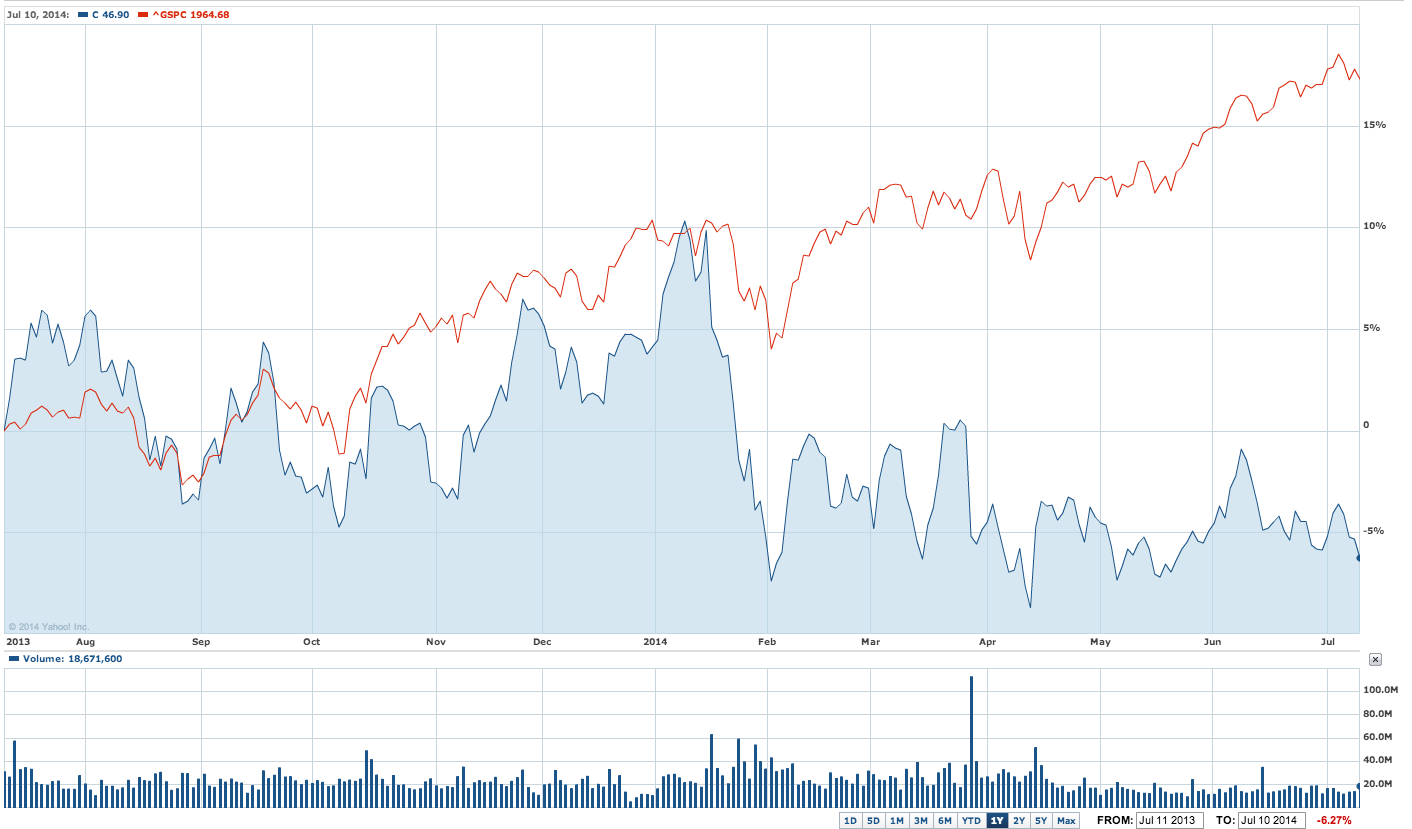 Jul 10, 2014: C 46.90 ^GSPC 1964.68
15%
10%
5%
0
-5%
© 2014 Yahoo! Inc.
2013 Aug Sep Oct Nov Dec 2014 Feb Mar Apr May Jun Jul
Volume: 18,671,600
100.0M
80.0M
60.0M
40.0M
20.0M
1D 5D 1M 3M 6M YTD 1Y 2Y 5Y Max FROM: Jul 11 2013 TO: Jul 10 2014 -6.27%